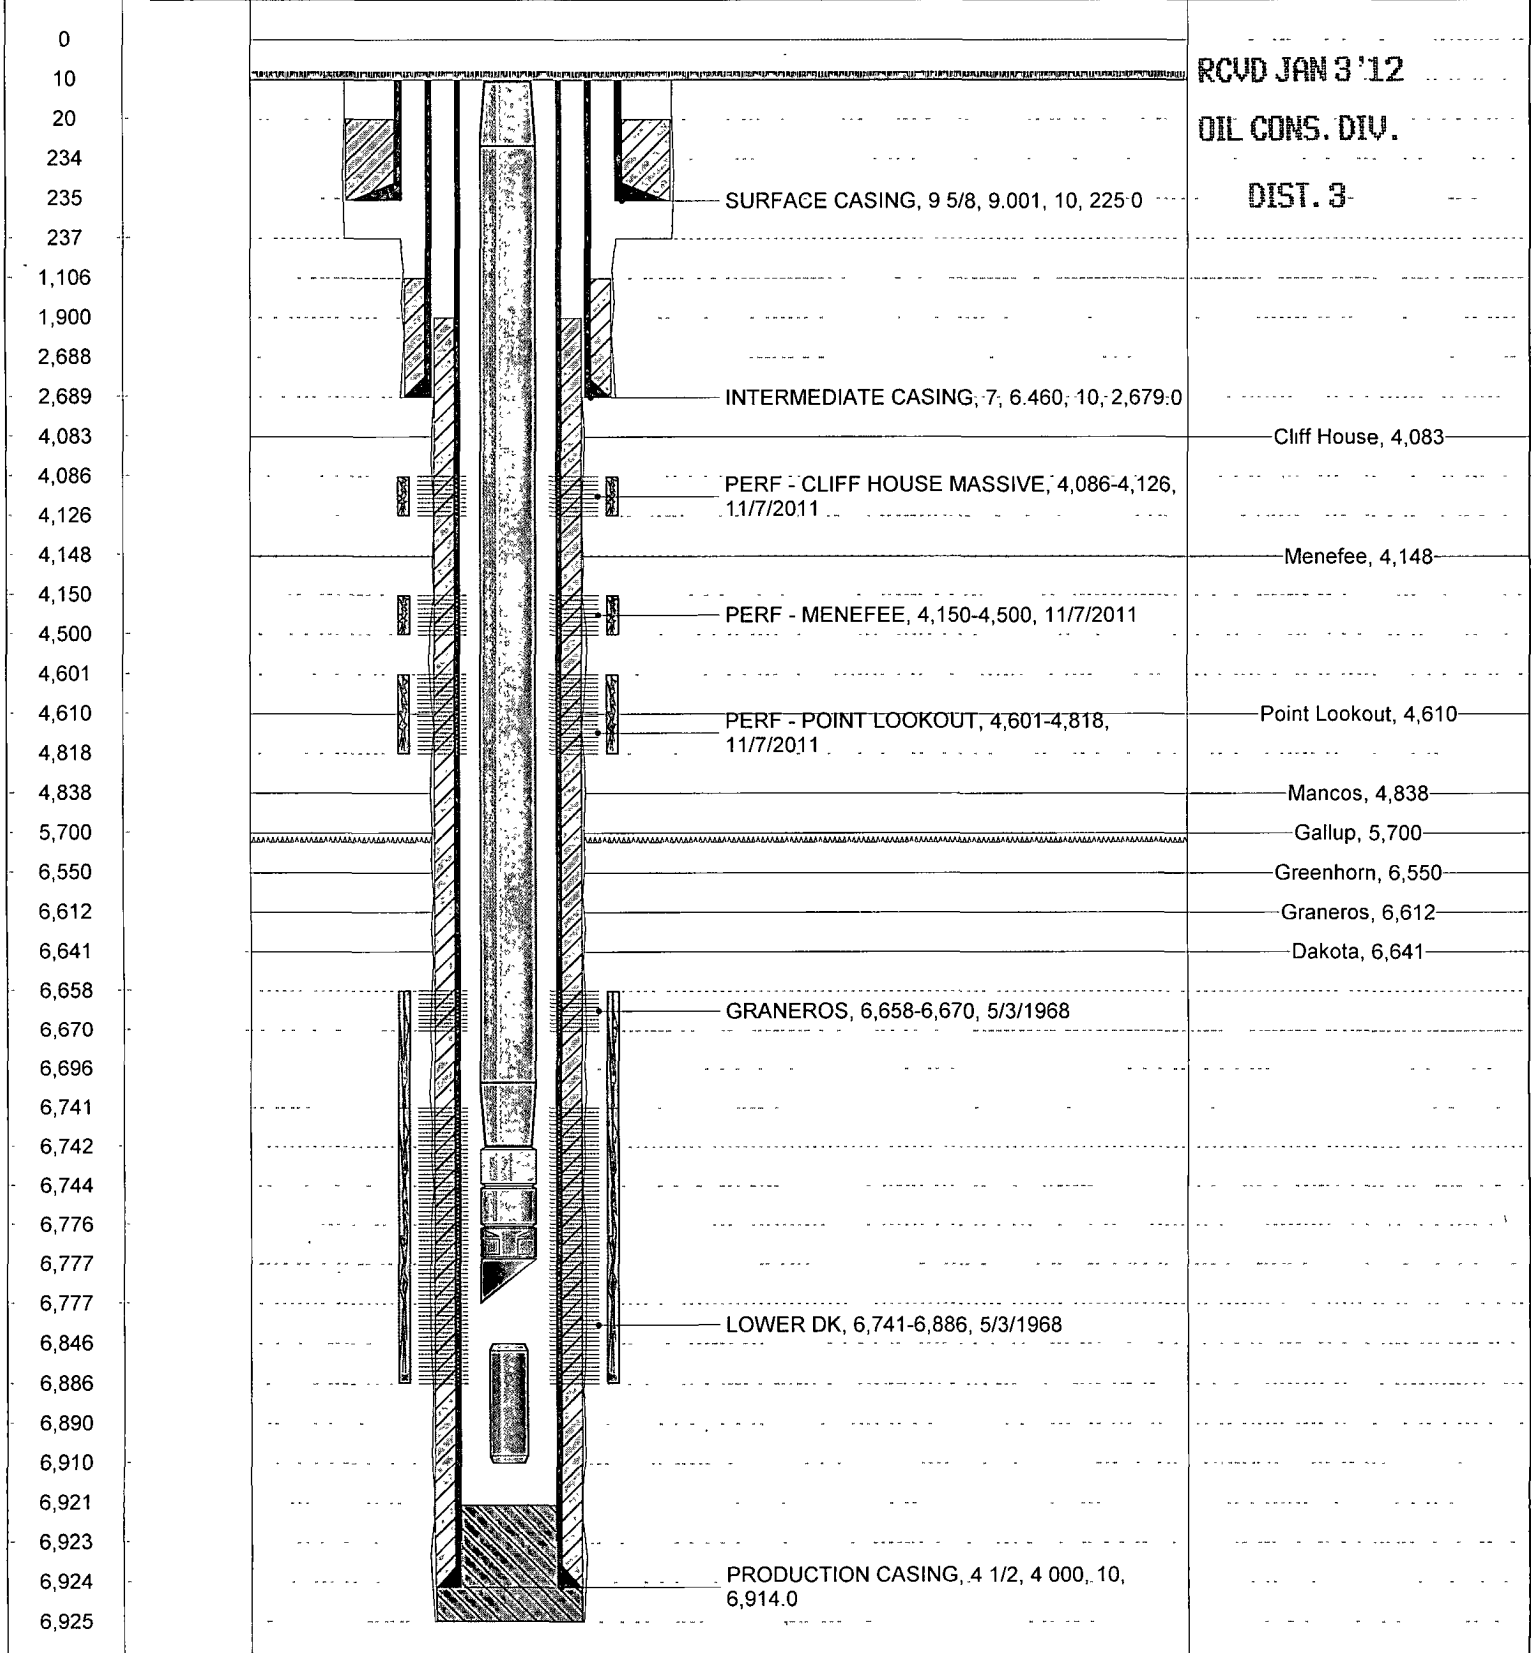 0
10
RCVD JAN 3 '12
20
OIL CONS. DIV.
234
235
SURFACE CASING, 9 5/8, 9.001, 10, 225 0
DIST. 3
237
1,106
1,900
2,688
2,689
INTERMEDIATE CASING, 7, 6.460, 10, 2,679.0
4,083
Cliff House, 4,083
4,086
PERF - CLIFF HOUSE MASSIVE, 4,086-4,126,
11/7/2011
4,126
4,148
Menefee, 4,148
4,150
PERF - MENEFEE, 4,150-4,500, 11/7/2011
4,500
4,601
4,610
Point Lookout, 4,610
PERF - POINT LOOKOUT, 4,601-4,818,
11/7/2011
4,818
4,838
Mancos, 4,838
5,700
Gallup, 5,700
6,550
Greenhorn, 6,550
6,612
Graneros, 6,612
6,641
Dakota, 6,641
6,658
GRANEROS, 6,658-6,670, 5/3/1968
6,670
6,696
6,741
6,742
6,744
6,776
6,777
6,777
LOWER DK, 6,741-6,886, 5/3/1968
6,846
6,886
6,890
6,910
6,921
6,923
6,924
PRODUCTION CASING, 4 1/2, 4 000, 10,
6,914.0
6,925